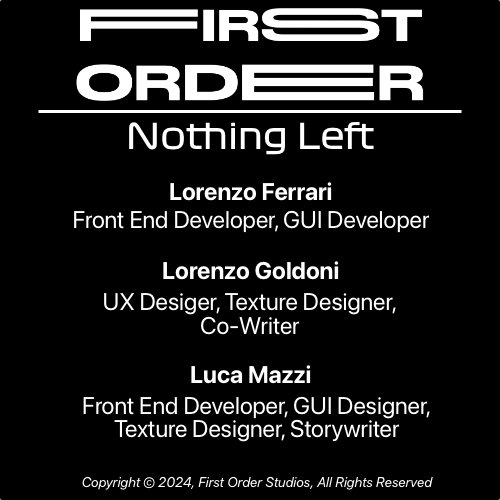 FIRST
ORDER
Nothing Left
Lorenzo Ferrari
Front End Developer, GUI Developer
Lorenzo Goldoni
UX Desiger, Texture Designer,
Co-Writer
Luca Mazzi
Front End Developer, GUI Designer,
Texture Designer, Storywriter
Copyright © 2024, First Order Studios, All Rights Reserved